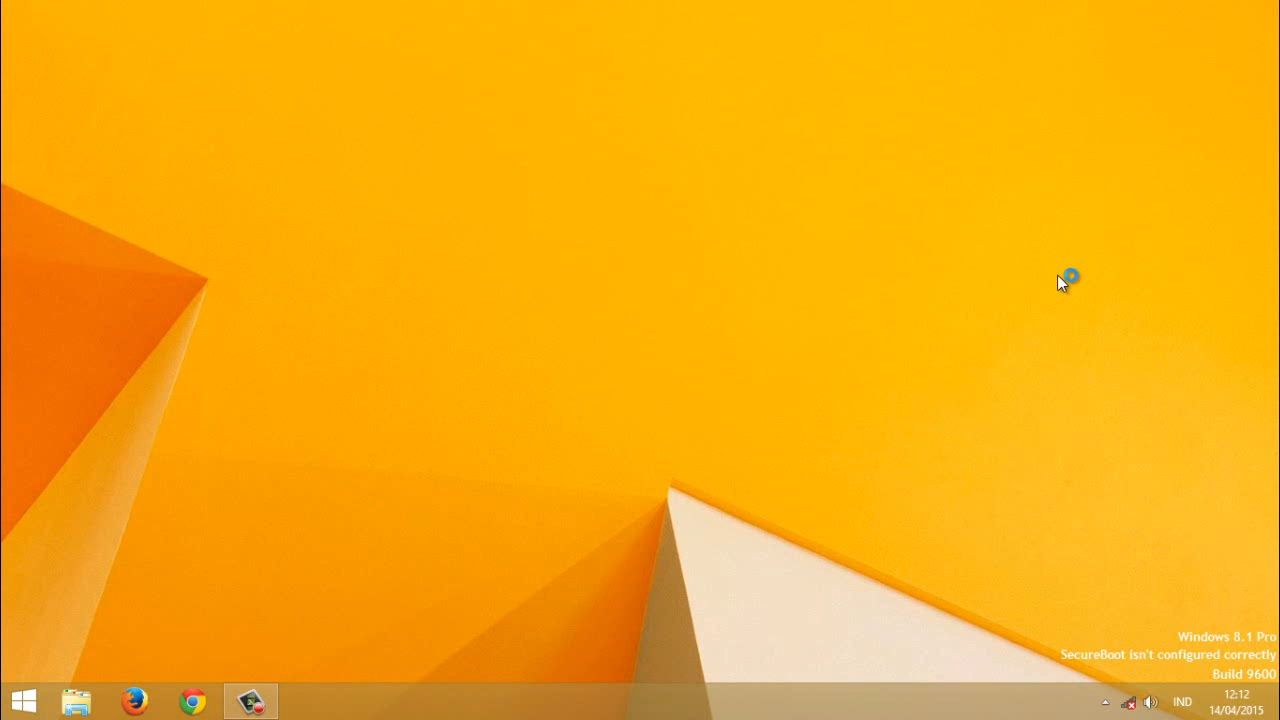 Windows 8.1 Pro
SecureBoot isn't configured correctly
Build 9600
IND
12:12
14/04/2015